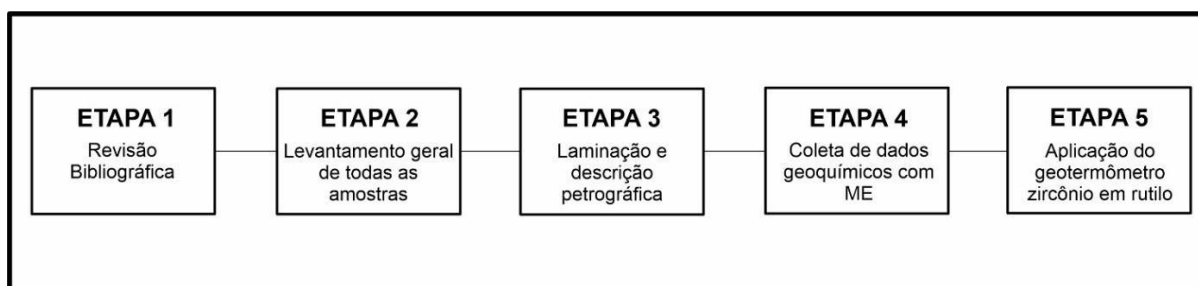 ETAPA 1
Revisão
Bibliográfica
ETAPA 2
Levantamento geral
de todas as
amostras
ETAPA 3
Laminação e
descrição
petrográfica
ETAPA 4
Coleta de dados
geoquímicos com
ME
ETAPA 5
Aplicação do
geotermômetro
zircônio em rutilo